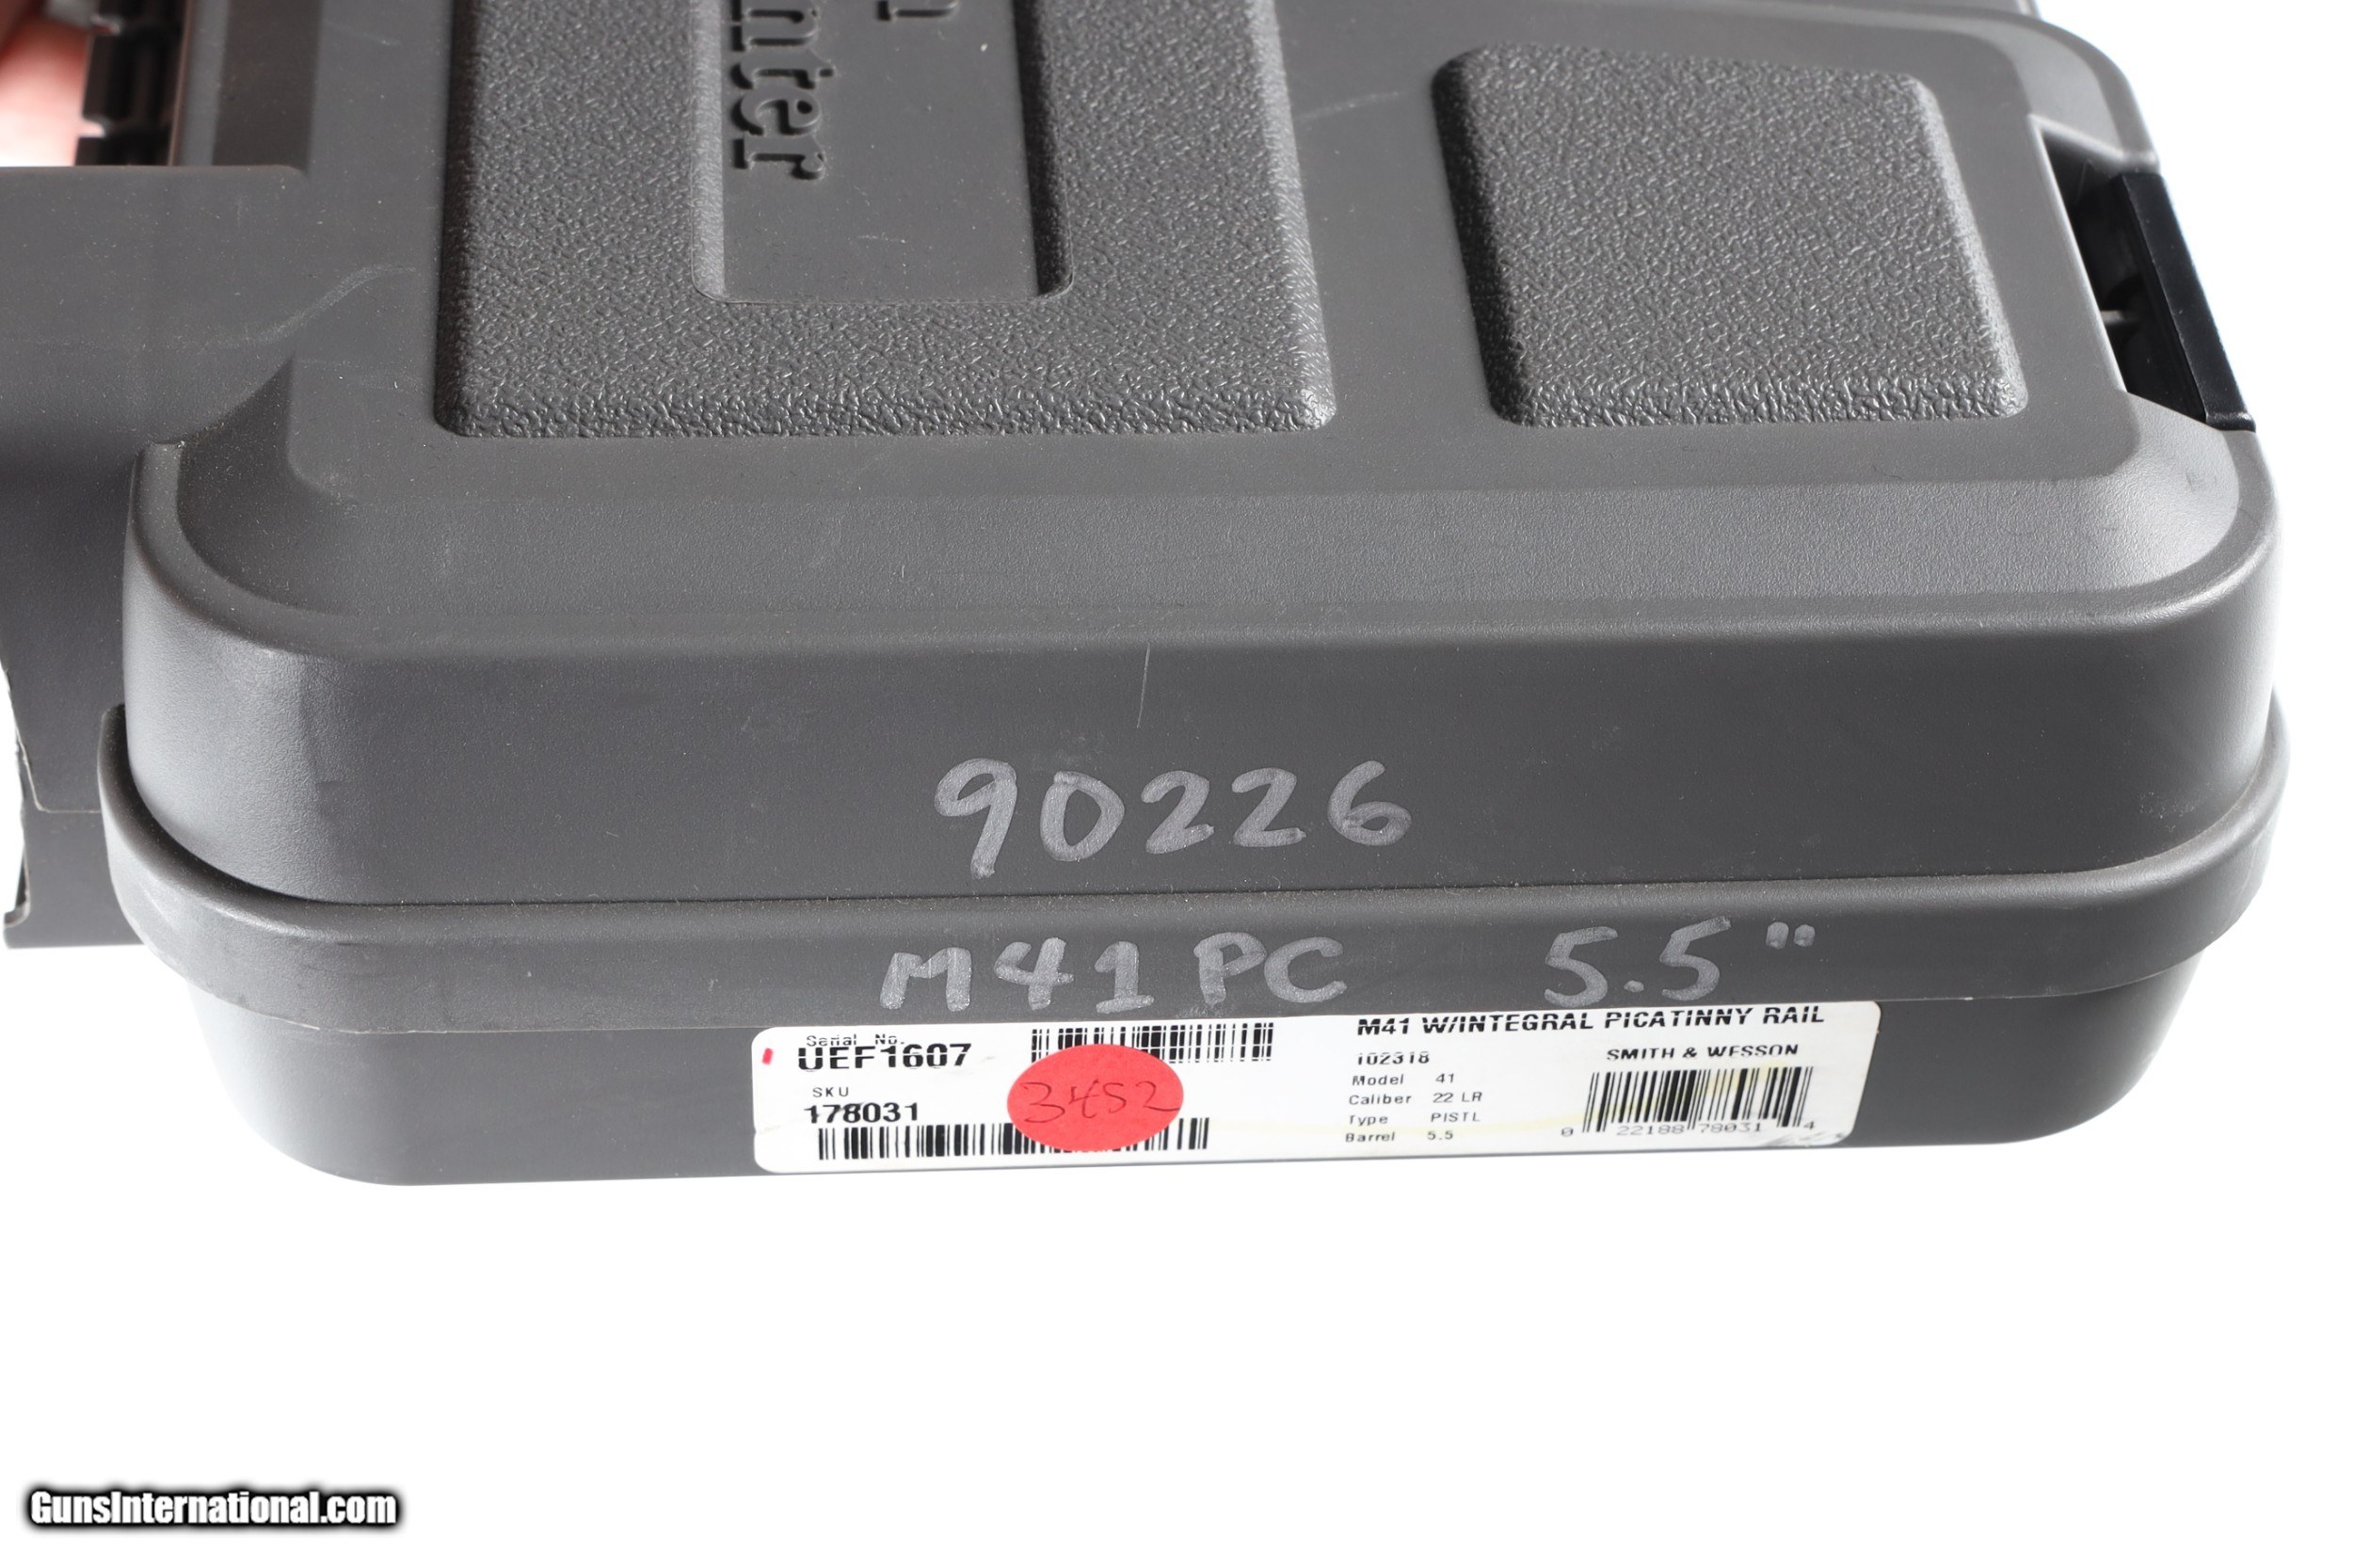 nter
90226
M41 PC 5.5"
Serial No.
UEF1607
SKU
178031
3452
M41 W/INTEGRAL PICATINNY RAIL
102318 SMITH & WESSON
Model 41
Caliber 22 LR
Type PISTL
Barrel 5.5
0 22188 78031 4
GunsInternational.com